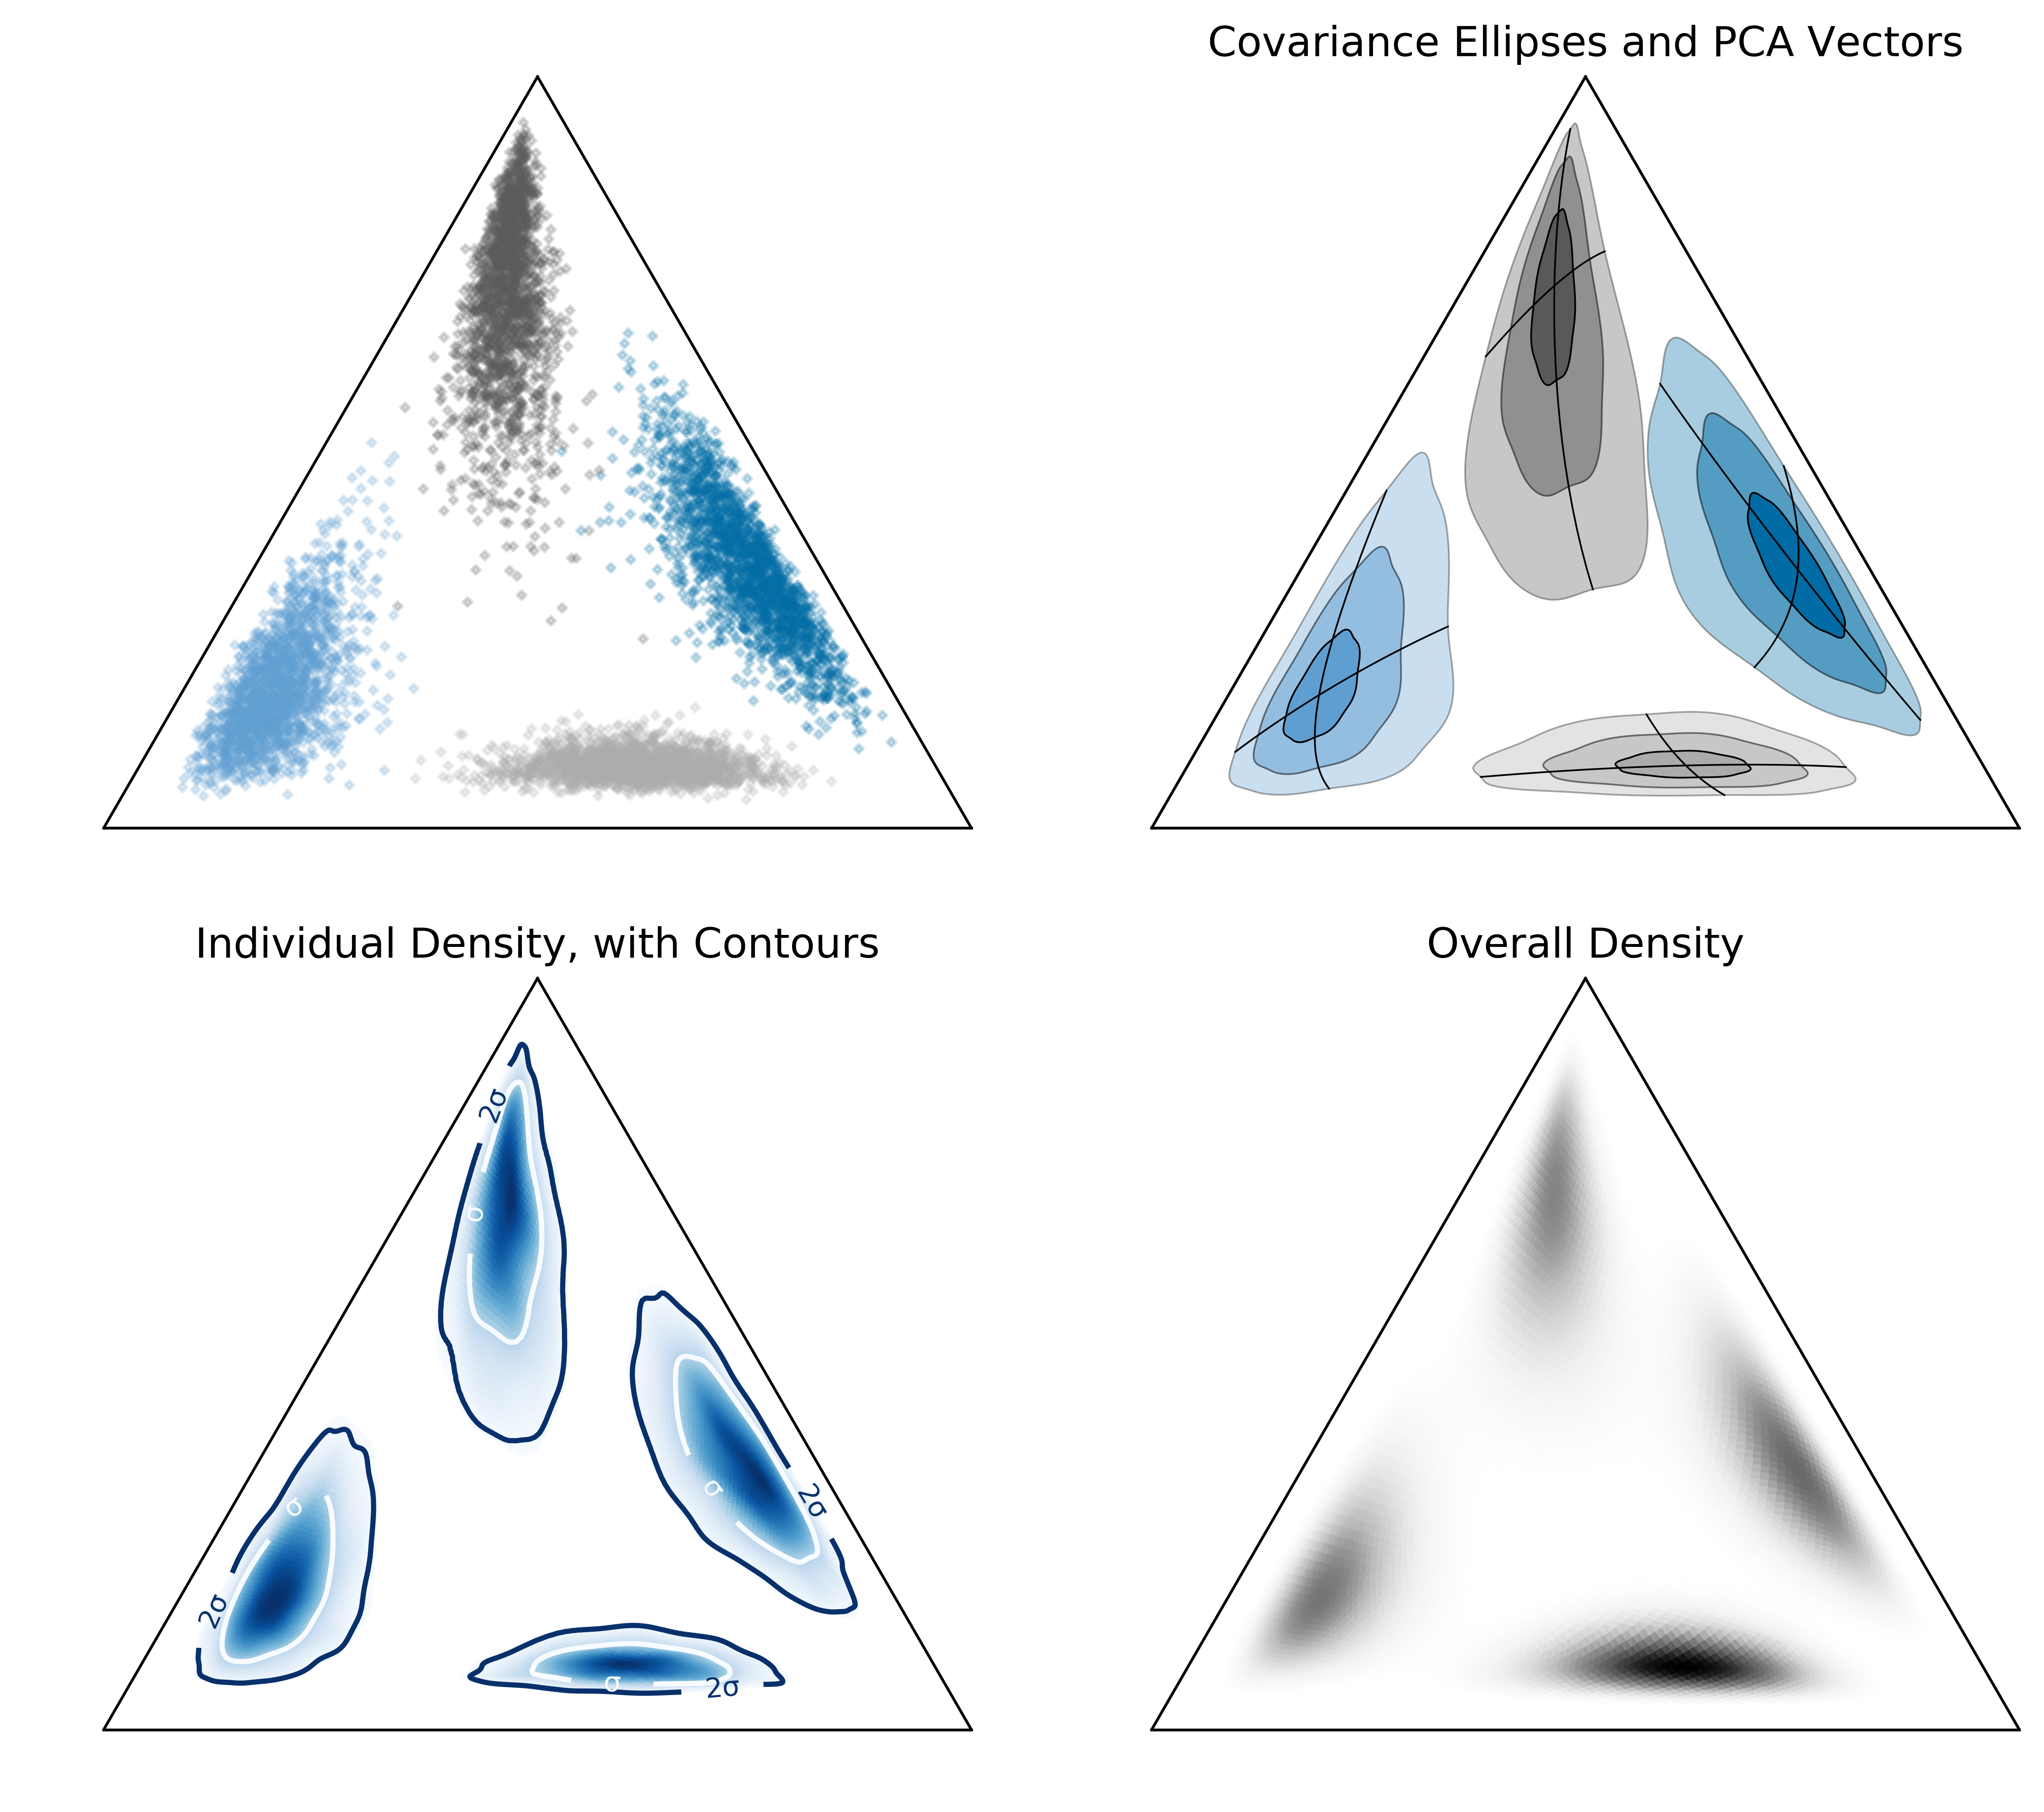 Covariance Ellipses and PCA Vectors
Individual Density, with Contours
Overall Density
2σ
σ
σ
2σ
σ
2σ
σ
2σ